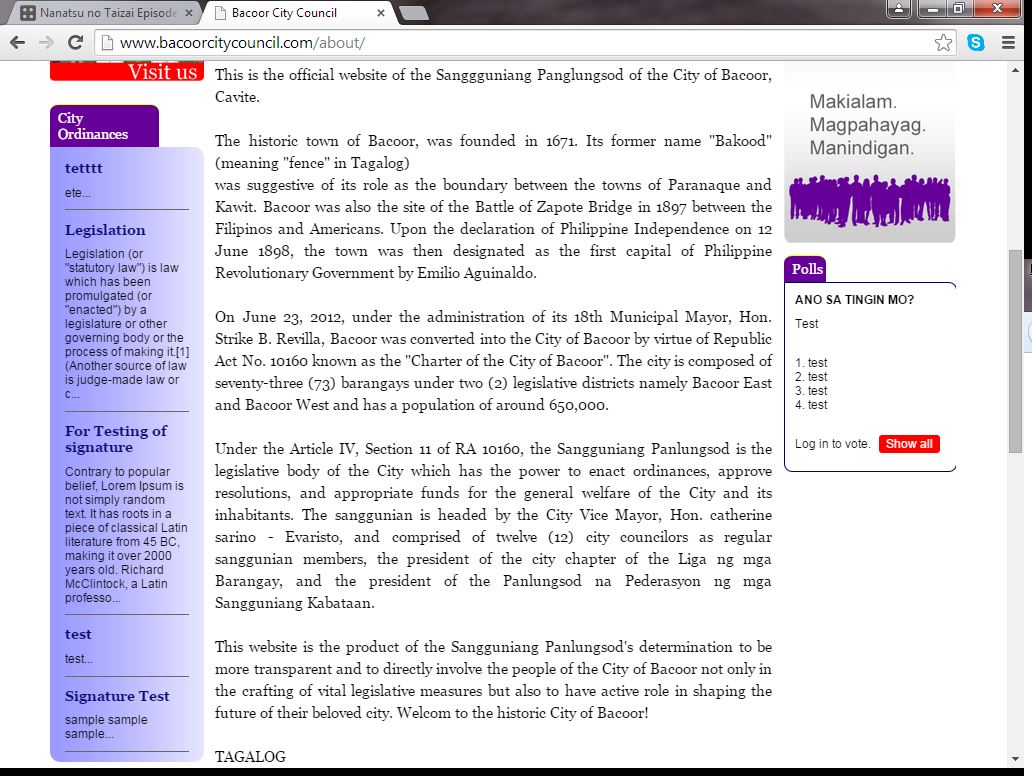 Nanatsu no Taizai Episode
Bacoor City Council
www.bacoorcitycouncil.com/about/
Visit us
City
Ordinances
tetttt
ete...
Legislation
Legislation (or
"statutory law") is law
which has been
promulgated (or
"enacted") by a
legislature or other
governing body or the
process of making it.[1]
(Another source of law
is judge-made law or
c...
For Testing of
signature
Contrary to popular
belief, Lorem Ipsum is
not simply random
text. It has roots in a
piece of classical Latin
literature from 45 BC,
making it over 2000
years old. Richard
McClintock, a Latin
professo...
test
test...
Signature Test
sample sample
sample...
This is the official website of the Sanggguniang Panglungsod of the City of Bacoor,
Cavite.
The historic town of Bacoor, was founded in 1671. Its former name "Bakood"
(meaning "fence" in Tagalog)
was suggestive of its role as the boundary between the towns of Paranaque and
Kawit. Bacoor was also the site of the Battle of Zapote Bridge in 1897 between the
Filipinos and Americans. Upon the declaration of Philippine Independence on 12
June 1898, the town was then designated as the first capital of Philippine
Revolutionary Government by Emilio Aguinaldo.
On June 23, 2012, under the administration of its 18th Municipal Mayor, Hon.
Strike B. Revilla, Bacoor was converted into the City of Bacoor by virtue of Republic
Act No. 10160 known as the "Charter of the City of Bacoor". The city is composed of
seventy-three (73) barangays under two (2) legislative districts namely Bacoor East
and Bacoor West and has a population of around 650,000.
Under the Article IV, Section 11 of RA 10160, the Sangguniang Panlungsod is the
legislative body of the City which has the power to enact ordinances, approve
resolutions, and appropriate funds for the general welfare of the City and its
inhabitants. The sanggunian is headed by the City Vice Mayor, Hon. catherine
sarino - Evaristo, and comprised of twelve (12) city councilors as regular
sanggunian members, the president of the city chapter of the Liga ng mga
Barangay, and the president of the Panlungsod na Pederasyon ng mga
Sangguniang Kabataan.
This website is the product of the Sangguniang Panlungsod's determination to be
more transparent and to directly involve the people of the City of Bacoor not only in
the crafting of vital legislative measures but also to have active role in shaping the
future of their beloved city. Welcom to the historic City of Bacoor!
TAGALOG
Makialam.
Magpahayag.
Manindigan.
Polls
ANO SA TINGIN MO?
Test
1. test
2. test
3. test
4. test
Log in to vote. Show all